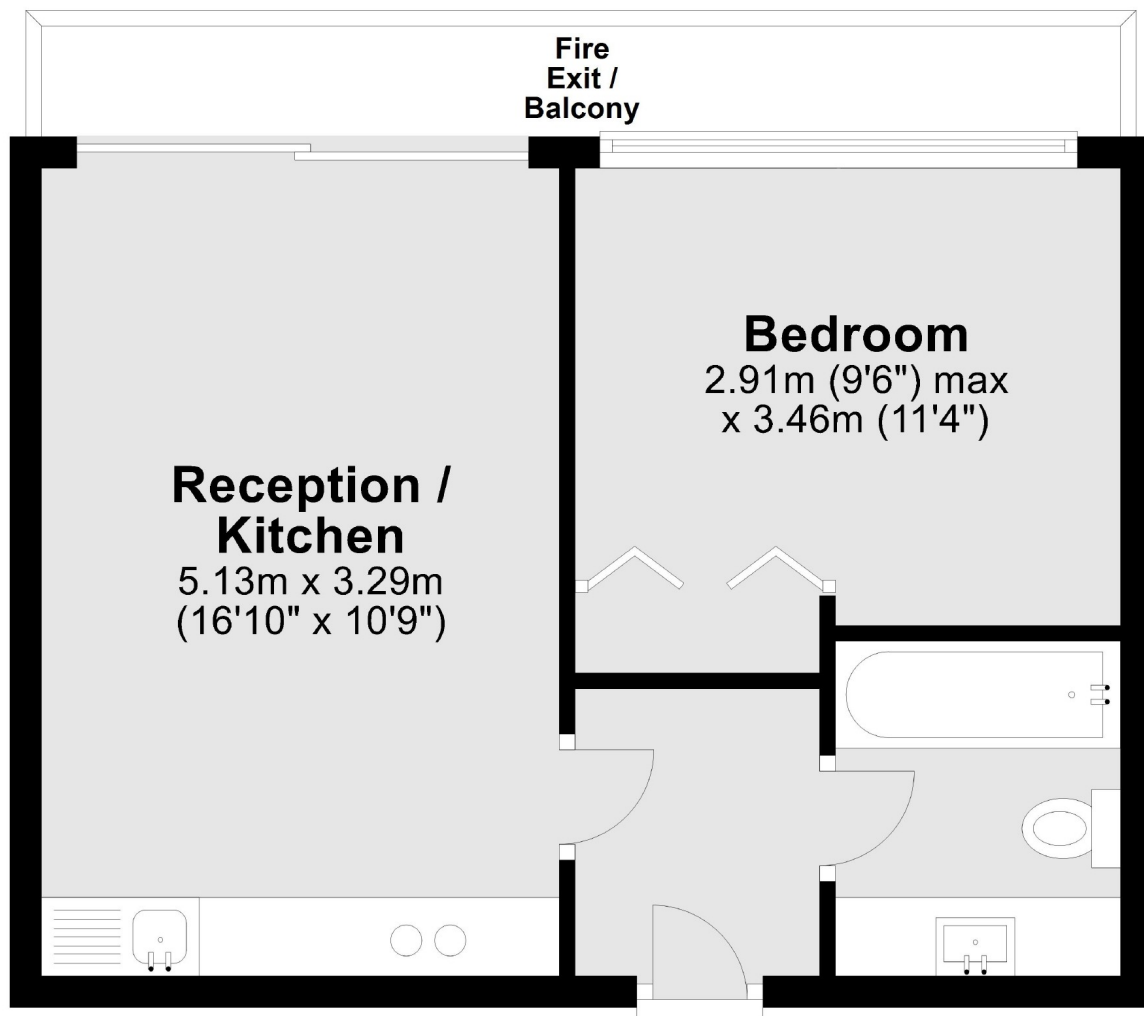 Fire
Exit /
Balcony
Bedroom
2.91m (9'6") max
x 3.46m (11'4")
Reception /
Kitchen
5.13m x 3.29m
(16'10" x 10'9")